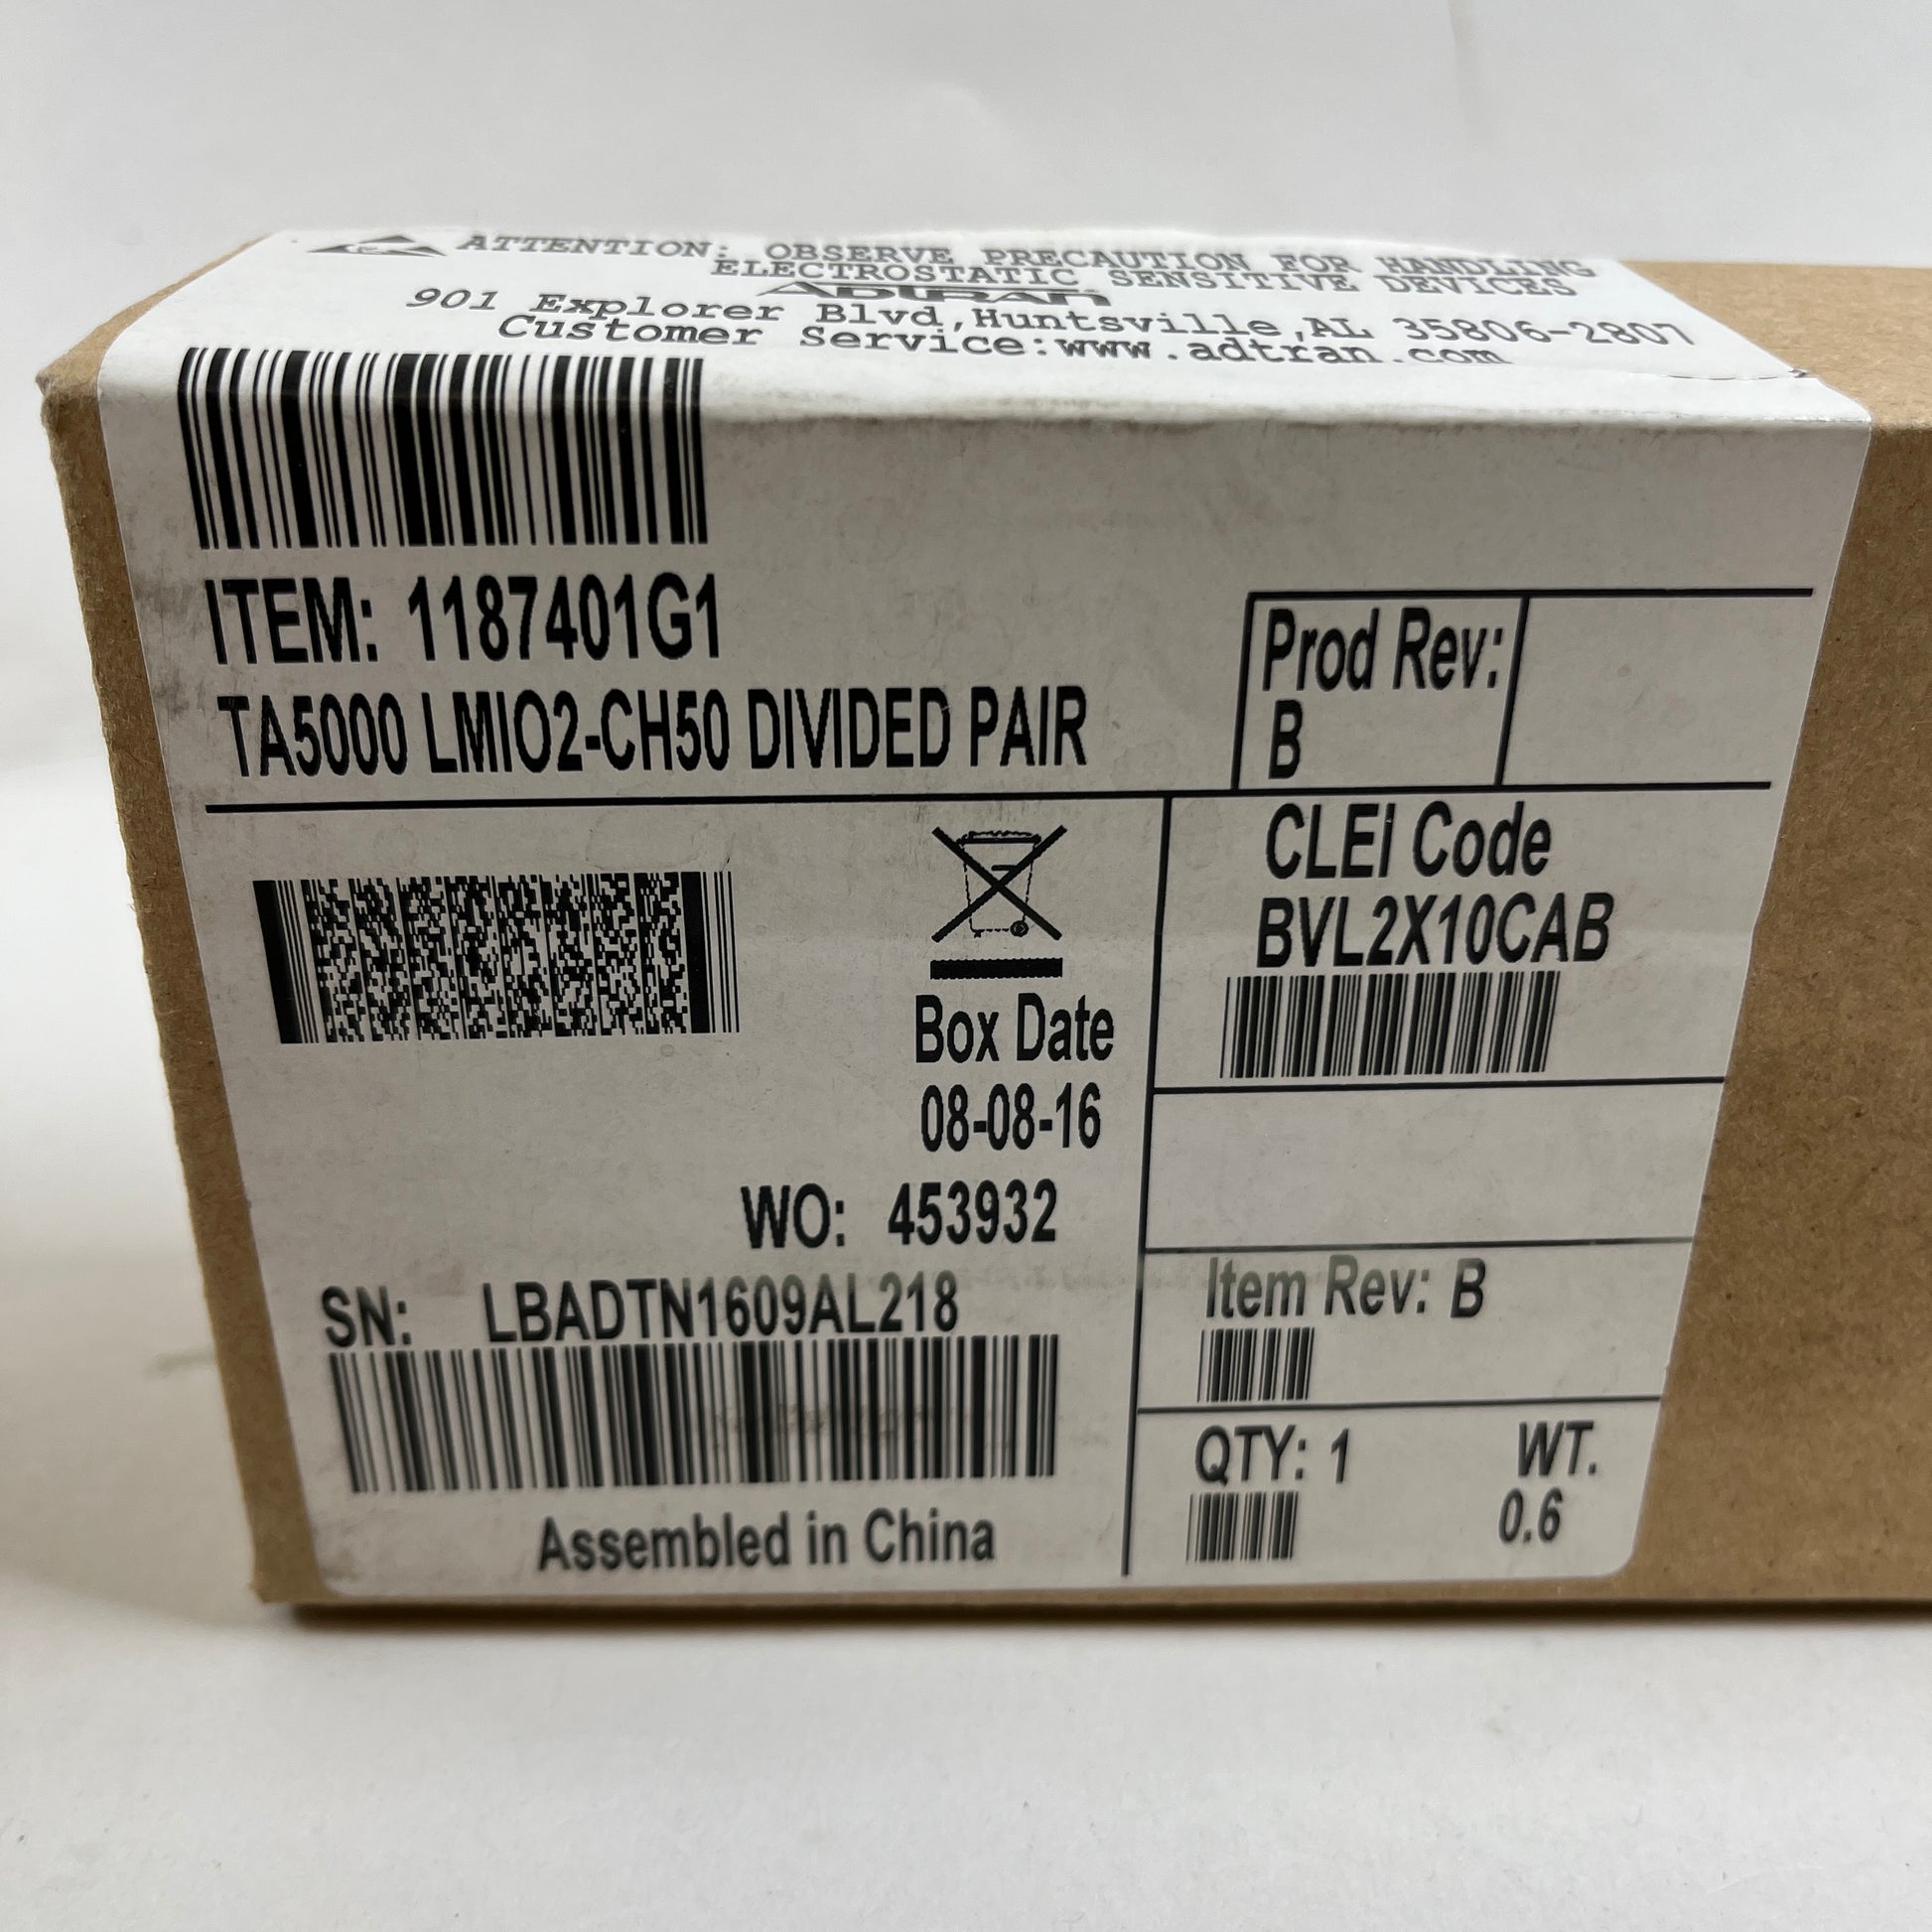 ATTENTION: OBSERVE PRECAUTION FOR HANDLING
ELECTROSTATIC SENSITIVE DEVICES
ADTRAN
901 Explorer Blvd,Huntsville,AL 35806-2807
Customer Service:www.adtran.com
ITEM: 1187401G1
TA5000 LMIO2-CH50 DIVIDED PAIR
Prod Rev:
B
CLEI Code
BVL2X10CAB
Box Date
08-08-16
WO: 453932
SN: LBADTN1609AL218
Assembled in China
Item Rev: B
QTY: 1
WT.
0.6